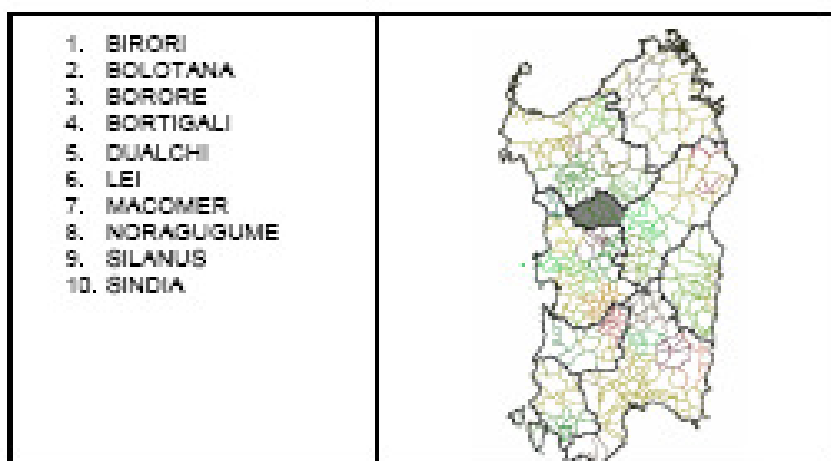 1. BIRORI
2. BOLOTANA
3. BORORE
4. BORTIGALI
5. DUALCHI
6. LEI
7. MACOMER
8. NORAGUGUME
9. SILANUS
10. SINDIA